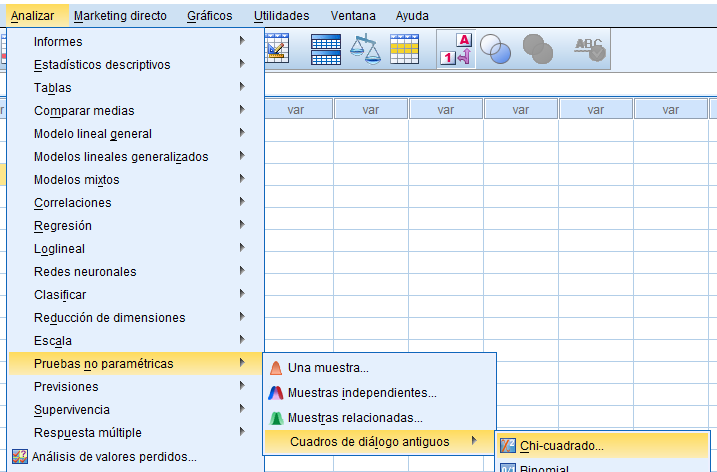 Analizar Marketing directo Gráficos Utilidades Ventana Ayuda
A
1
ABC
var var var var var var
Informes
Estadísticos descriptivos
Tablas
Comparar medias
Modelo lineal general
Modelos lineales generalizados
Modelos mixtos
Correlaciones
Regresión
Loglineal
Redes neuronales
Clasificar
Reducción de dimensiones
Escala
Pruebas no paramétricas
Previsiones
Supervivencia
Respuesta múltiple
Análisis de valores perdidos...
Una muestra...
Muestras independientes...
Muestras relacionadas...
Cuadros de diálogo antiguos
Chi-cuadrado...
Binomial